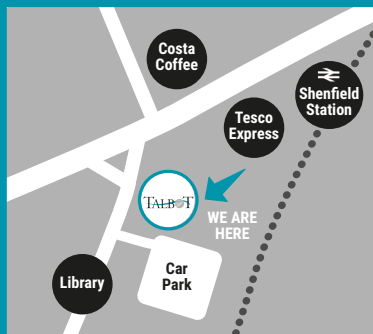 Costa
Coffee
Shenfield
Station
Tesco
Express
TALBOT
WE ARE
HERE
Library
Car
Park